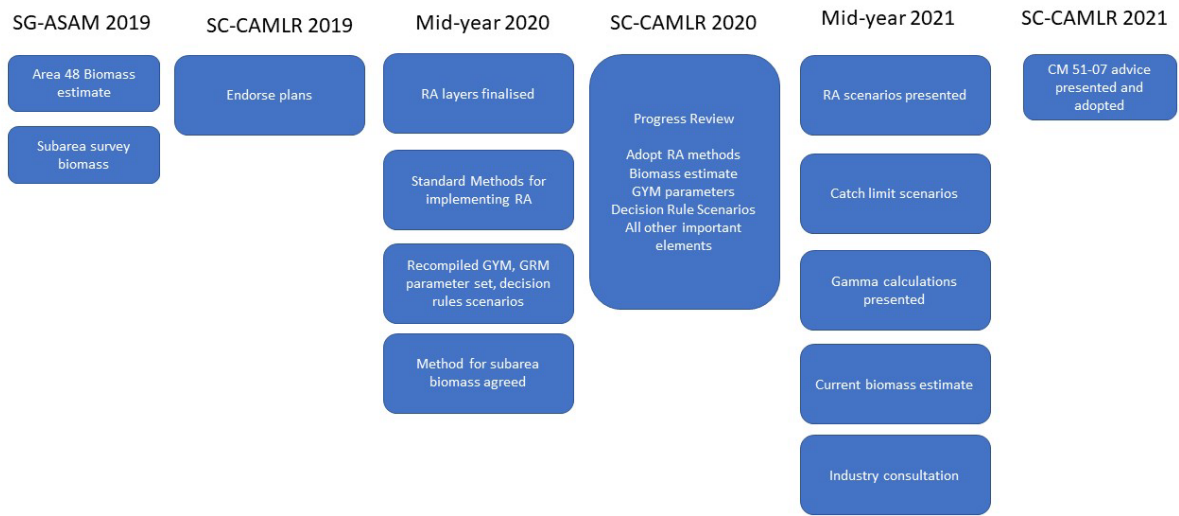 SG-ASAM 2019
Area 48 Biomass
estimate
Subarea survey
biomass
SC-CAMLR 2019
Endorse plans
Mid-year 2020
RA layers finalised
Standard Methods for
implementing RA
Recompiled GYM, GRM
parameter set, decision
rules scenarios
Method for subarea
biomass agreed
SC-CAMLR 2020
Progress Review
Adopt RA methods
Biomass estimate
GYM parameters
Decision Rule Scenarios
All other important
elements
Mid-year 2021
RA scenarios presented
Catch limit scenarios
Gamma calculations
presented
Current biomass estimate
Industry consultation
SC-CAMLR 2021
CM 51-07 advice
presented and
adopted